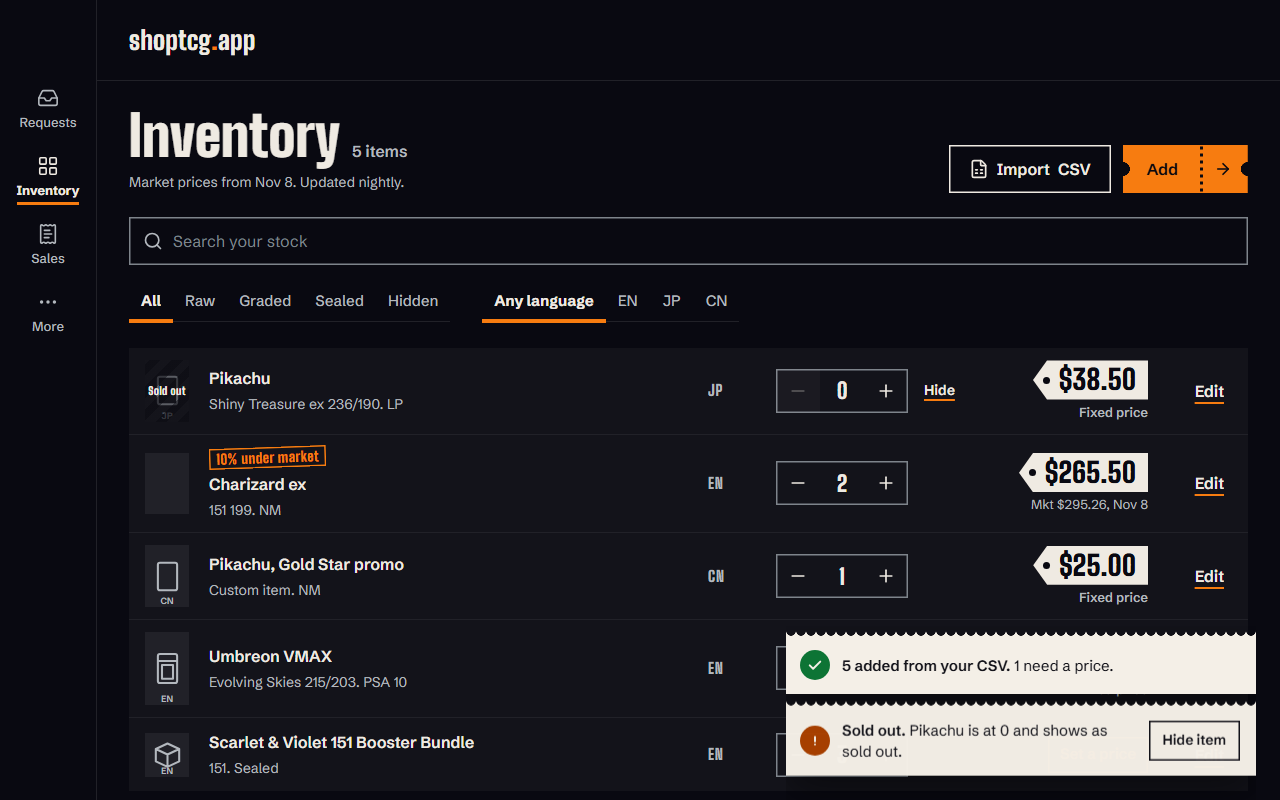 shoptcg.app
Requests
Inventory
Sales
More
Inventory 5 items
Market prices from Nov 8. Updated nightly.
Import CSV
Add
Search your stock
All Raw Graded Sealed Hidden
Any language EN JP CN
Sold out
JP
Pikachu
Shiny Treasure ex 236/190. LP
JP
0
Hide
$38.50
Fixed price
Edit
10% under market
Charizard ex
151 199. NM
EN
2
$265.50
Mkt $295.26, Nov 8
Edit
CN
Pikachu, Gold Star promo
Custom item. NM
CN
1
$25.00
Fixed price
Edit
EN
Umbreon VMAX
Evolving Skies 215/203. PSA 10
EN
EN
Scarlet & Violet 151 Booster Bundle
151. Sealed
EN
5 added from your CSV. 1 need a price.
Sold out. Pikachu is at 0 and shows as
sold out.
Hide item